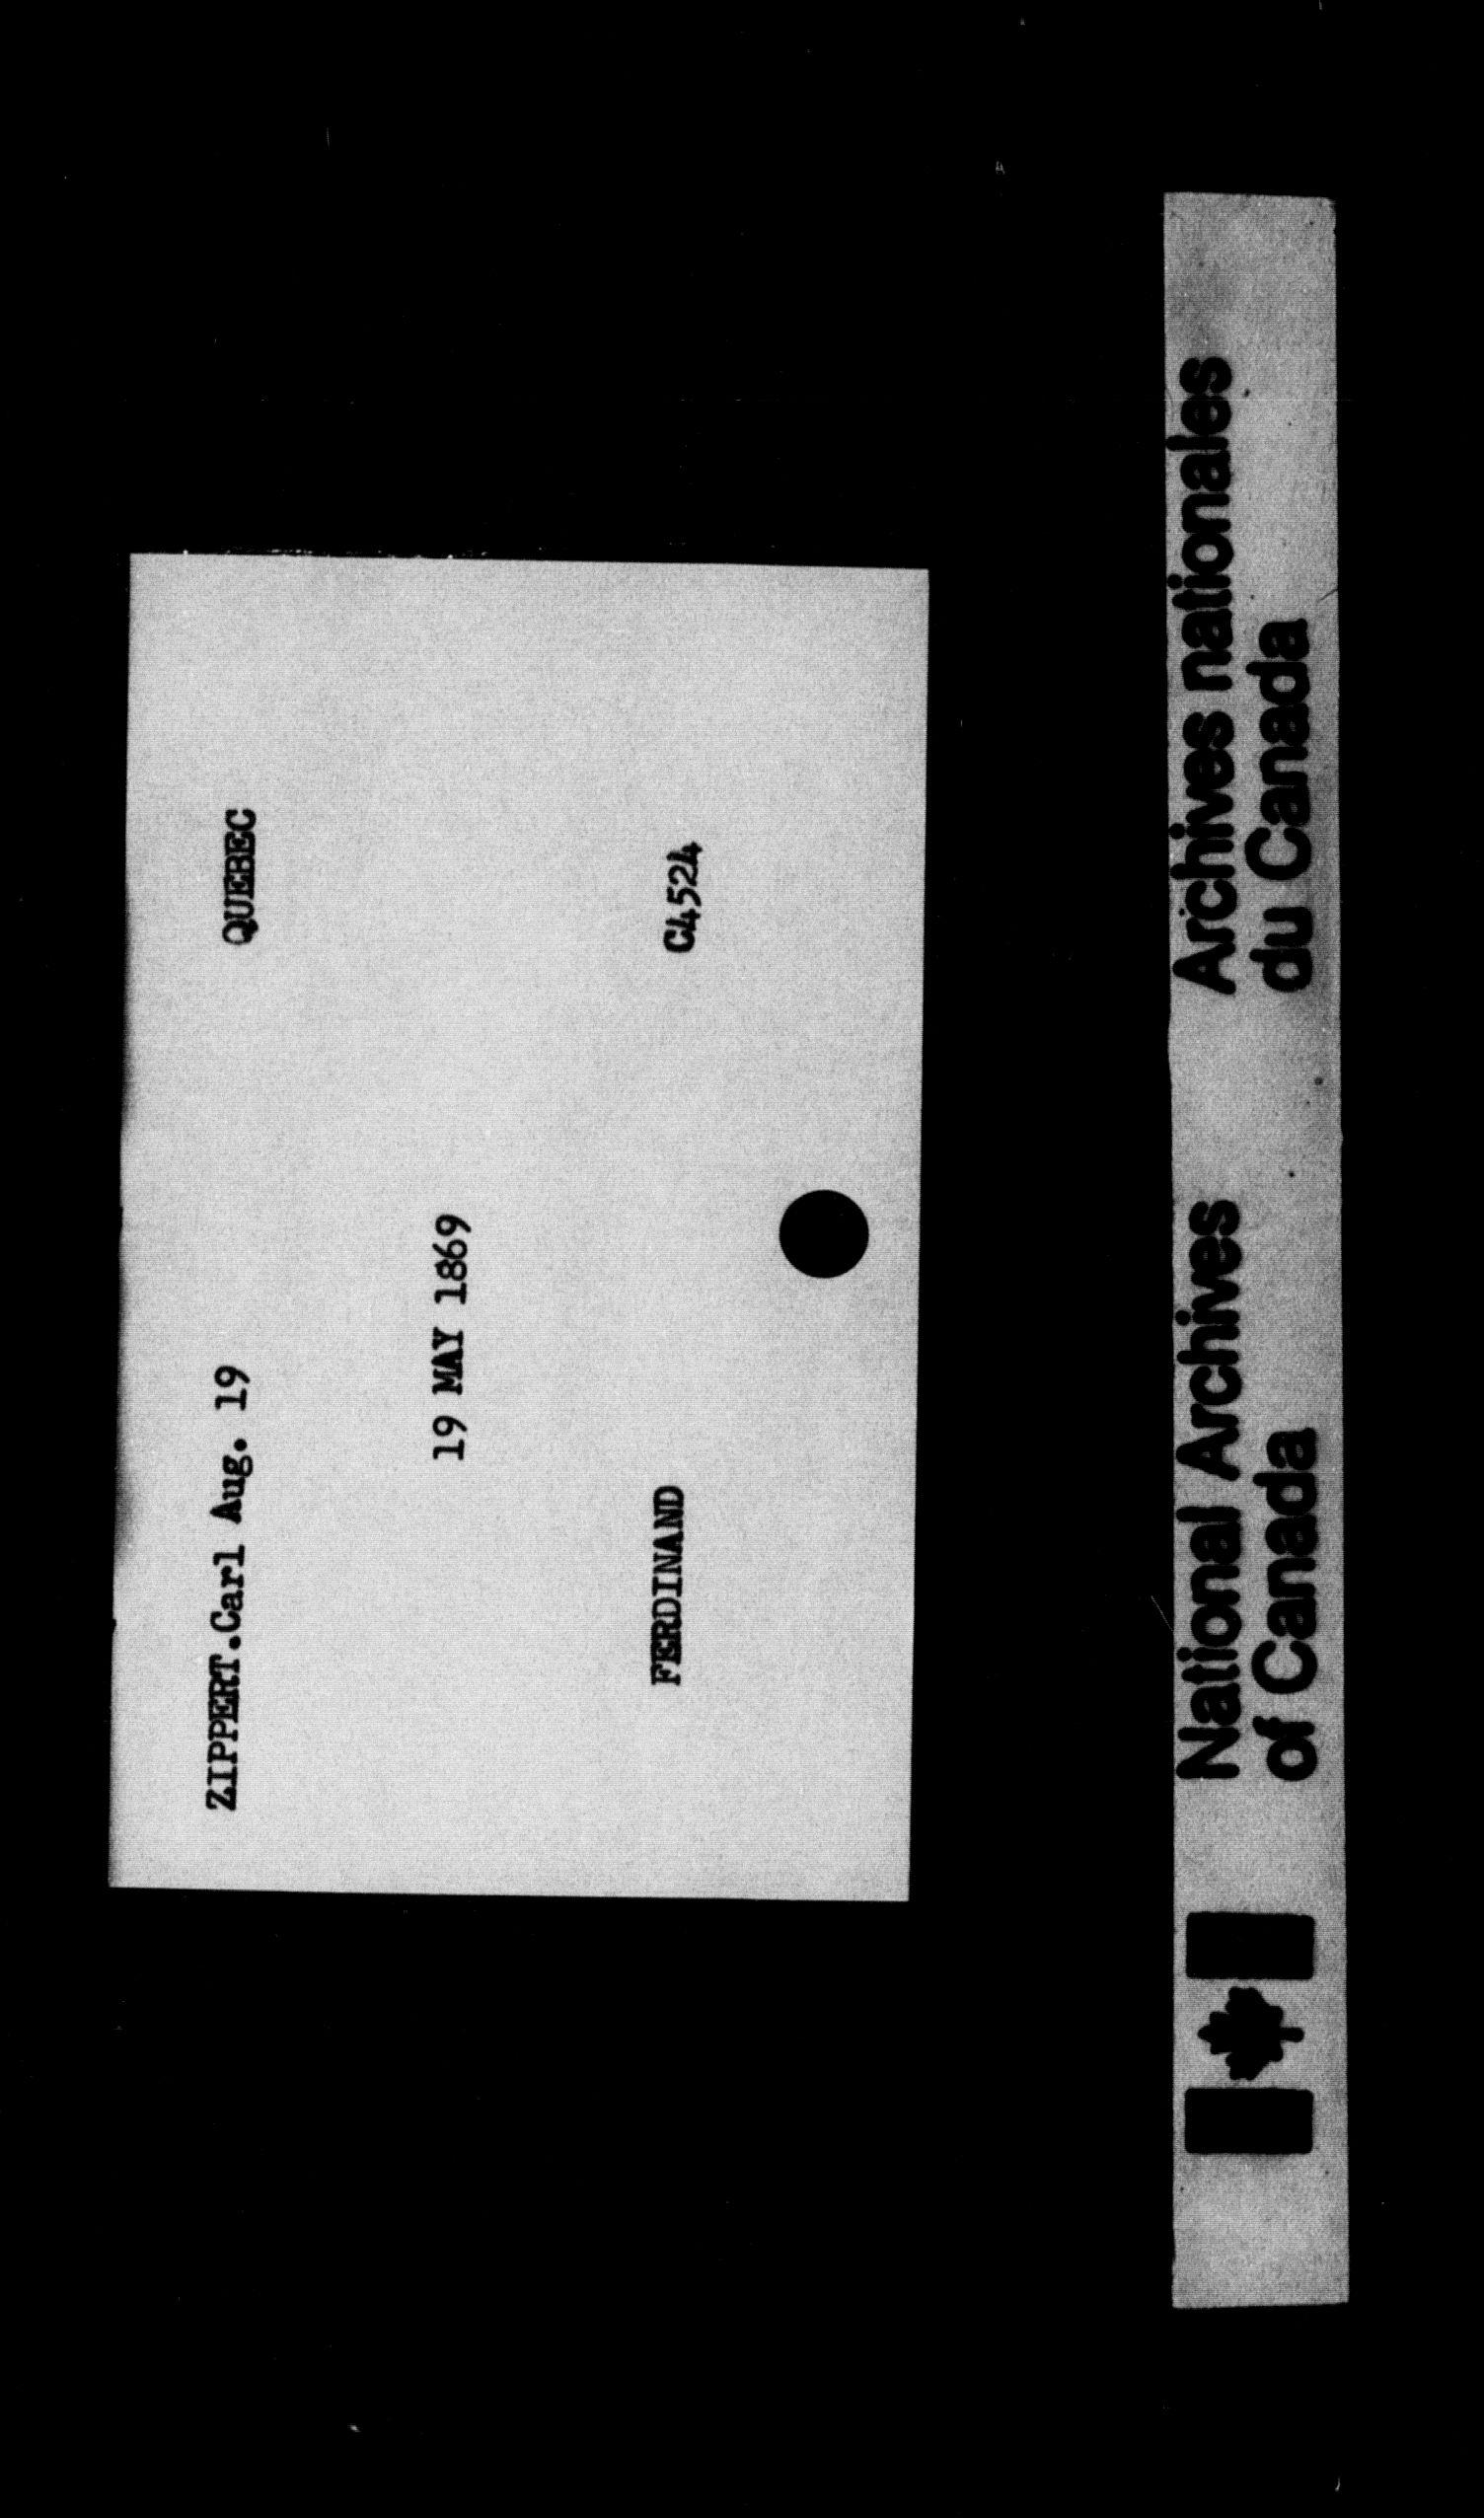 ZIPPERT.Carl Aug. 19 QUEBEC
19 MAY 1869
FERDINAND C4524
National Archives Archives nationales
of Canada du Canada